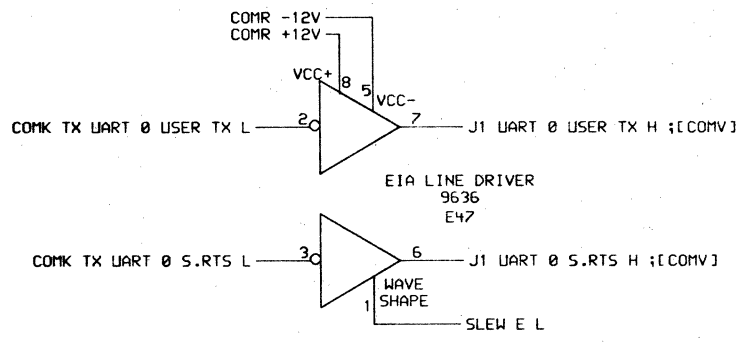 COMR -12V
COMR +12V
VCC+
8
5
VCC-
COMK TX UART 0 USER TX L
2
7
J1 UART 0 USER TX H ;[COMV]
EIA LINE DRIVER
9636
E47
COMK TX UART 0 S.RTS L
3
6
J1 UART 0 S.RTS H ;[COMV]
WAVE
SHAPE
1
SLEW E L